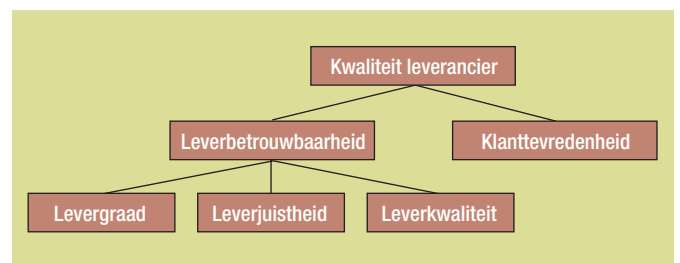 Kwaliteit leverancier
Leverbetrouwbaarheid
Klanttevredenheid
Levergraad
Leverjuistheid
Leverkwaliteit